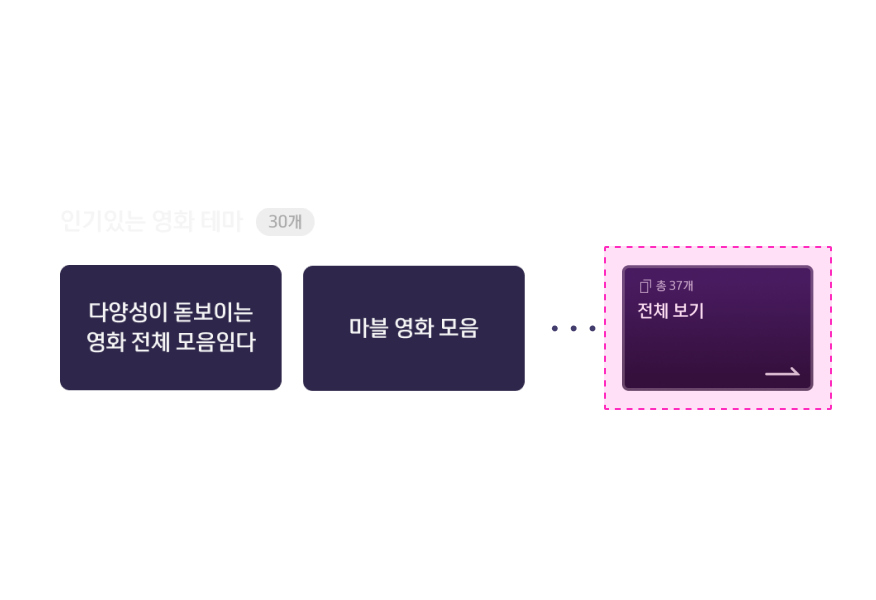 인기있는 영화 테마 30개
다양성이 돋보이는
영화 전체 모음임다
마블 영화 모음
총 37개
전체 보기